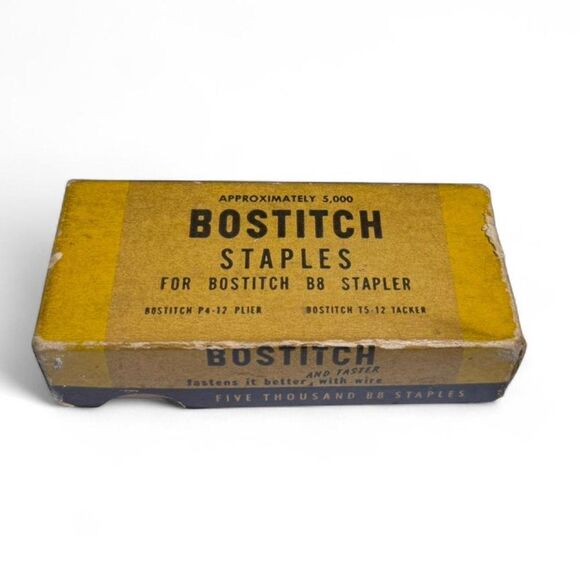 APPROXIMATELY 5,000
BOSTITCH
STAPLES
FOR BOSTITCH B8 STAPLER
BOSTITCH P4-12 PLIER BOSTITCH T5-12 TACKER
BOSTITCH
AND FASTER
fastens it better, with wire
FIVE THOUSAND B8 STAPLES